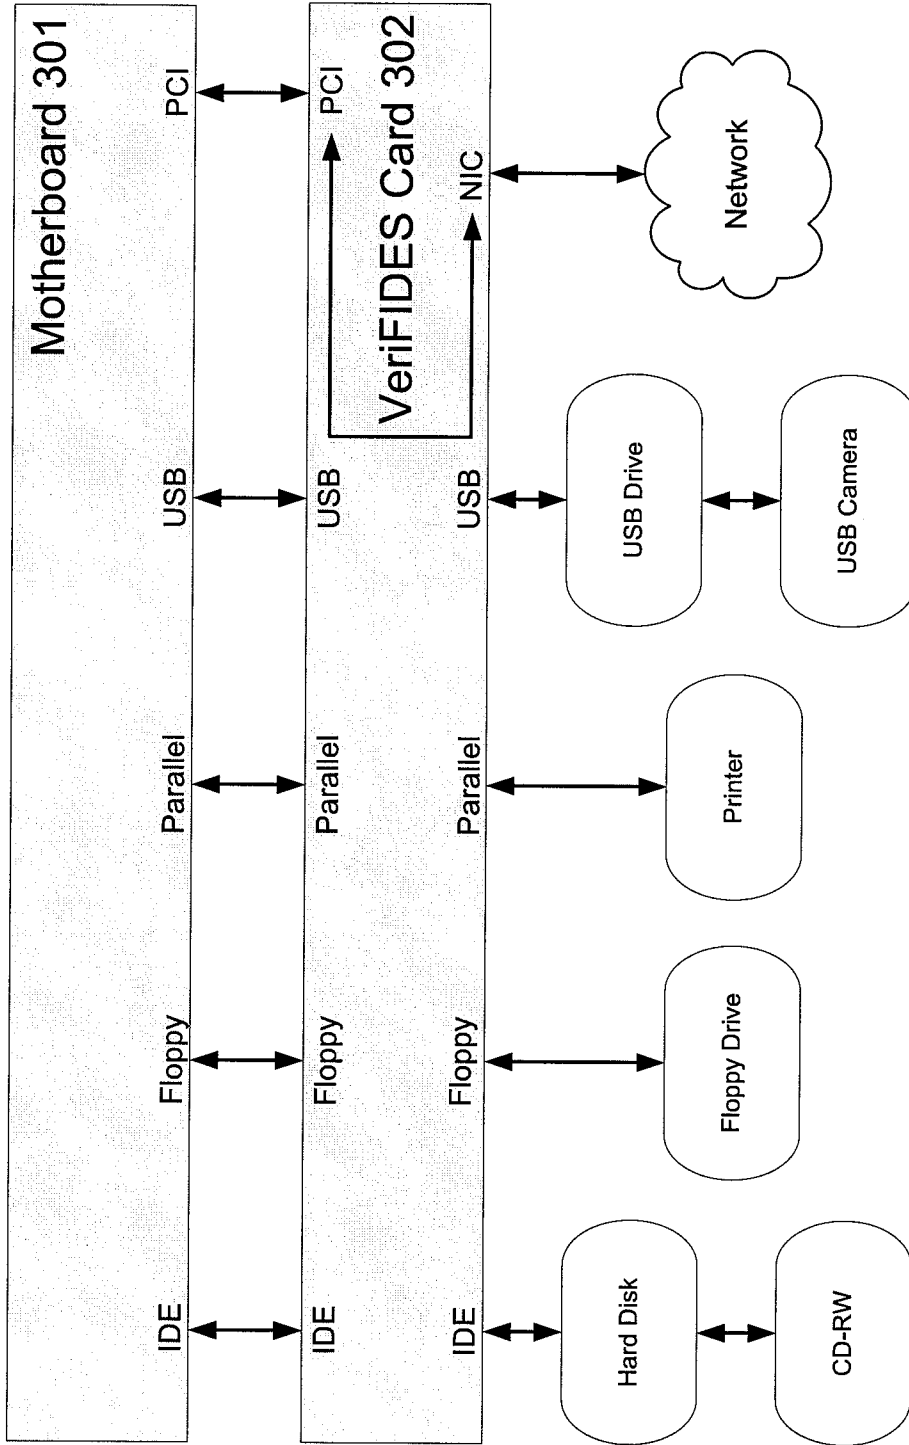 Motherboard 301
IDE
Floppy
Parallel
USB
PCI
IDE
Floppy
Parallel
USB
PCI
VeriFIDES Card 302
IDE
Floppy
Parallel
USB
NIC
Hard Disk
Floppy Drive
Printer
USB Drive
Network
CD-RW
USB Camera